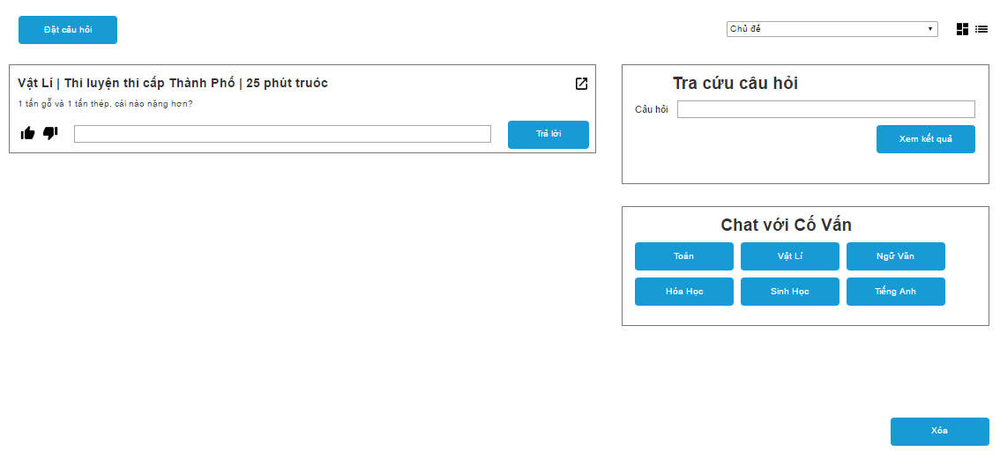 Đặt câu hỏi
Chủ đề
Vật Lí | Thi luyện thi cấp Thành Phố | 25 phút truóc
1 tấn gỗ và 1 tấn thép, cái nào nặng hơn?
Trả lời
Tra cứu câu hỏi
Câu hỏi
Xem kết quả
Chat với Cố Vấn
Toán
Vật Lí
Ngữ Văn
Hóa Học
Sinh Học
Tiếng Anh
Xóa